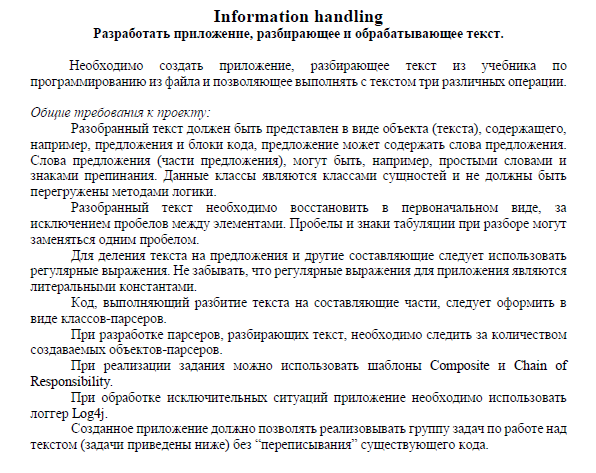 Information handling
Разработать приложение, разбирающее и обрабатывающее текст.
Необходимо создать приложение, разбирающее текст из учебника по
программированию из файла и позволяющее выполнять с текстом три различных операции.
Общие требования к проекту:
Разобранный текст должен быть представлен в виде объекта (текста), содержащего,
например, предложения и блоки кода, предложение может содержать слова предложения.
Слова предложения (части предложения), могут быть, например, простыми словами и
знаками препинания. Данные классы являются классами сущностей и не должны быть
перегружены методами логики.
Разобранный текст необходимо восстановить в первоначальном виде, за
исключением пробелов между элементами. Пробелы и знаки табуляции при разборе могут
заменяться одним пробелом.
Для деления текста на предложения и другие составляющие следует использовать
регулярные выражения. Не забывать, что регулярные выражения для приложения являются
литеральными константами.
Код, выполняющий разбитие текста на составляющие части, следует оформить в
виде классов-парсеров.
При разработке парсеров, разбирающих текст, необходимо следить за количеством
создаваемых объектов-парсеров.
При реализации задания можно использовать шаблоны Composite и Chain of
Responsibility.
При обработке исключительных ситуаций приложение необходимо использовать
логгер Log4j.
Созданное приложение должно позволять реализовывать группу задач по работе над
текстом (задачи приведены ниже) без “переписывания” существующего кода.